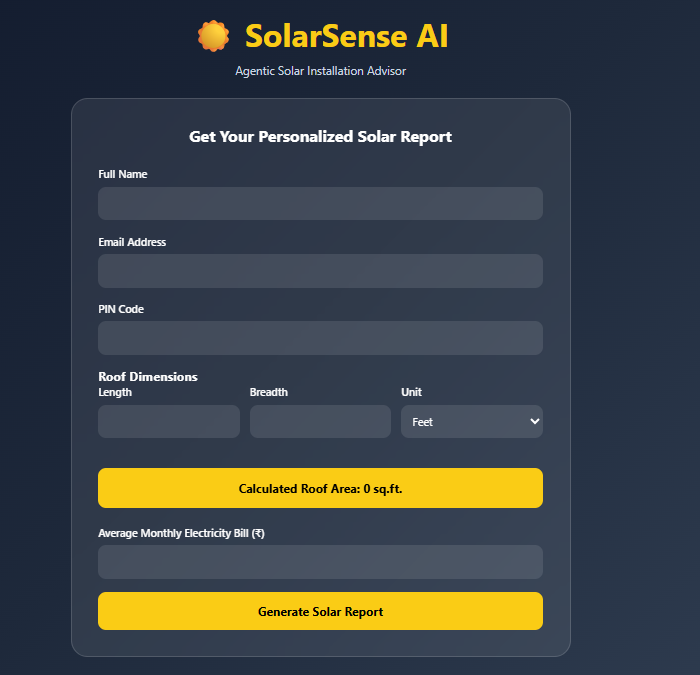 SolarSense AI
Agentic Solar Installation Advisor
Get Your Personalized Solar Report
Full Name
Email Address
PIN Code
Roof Dimensions
Length Breadth Unit
Feet
Calculated Roof Area: 0 sq.ft.
Average Monthly Electricity Bill (₹)
Generate Solar Report